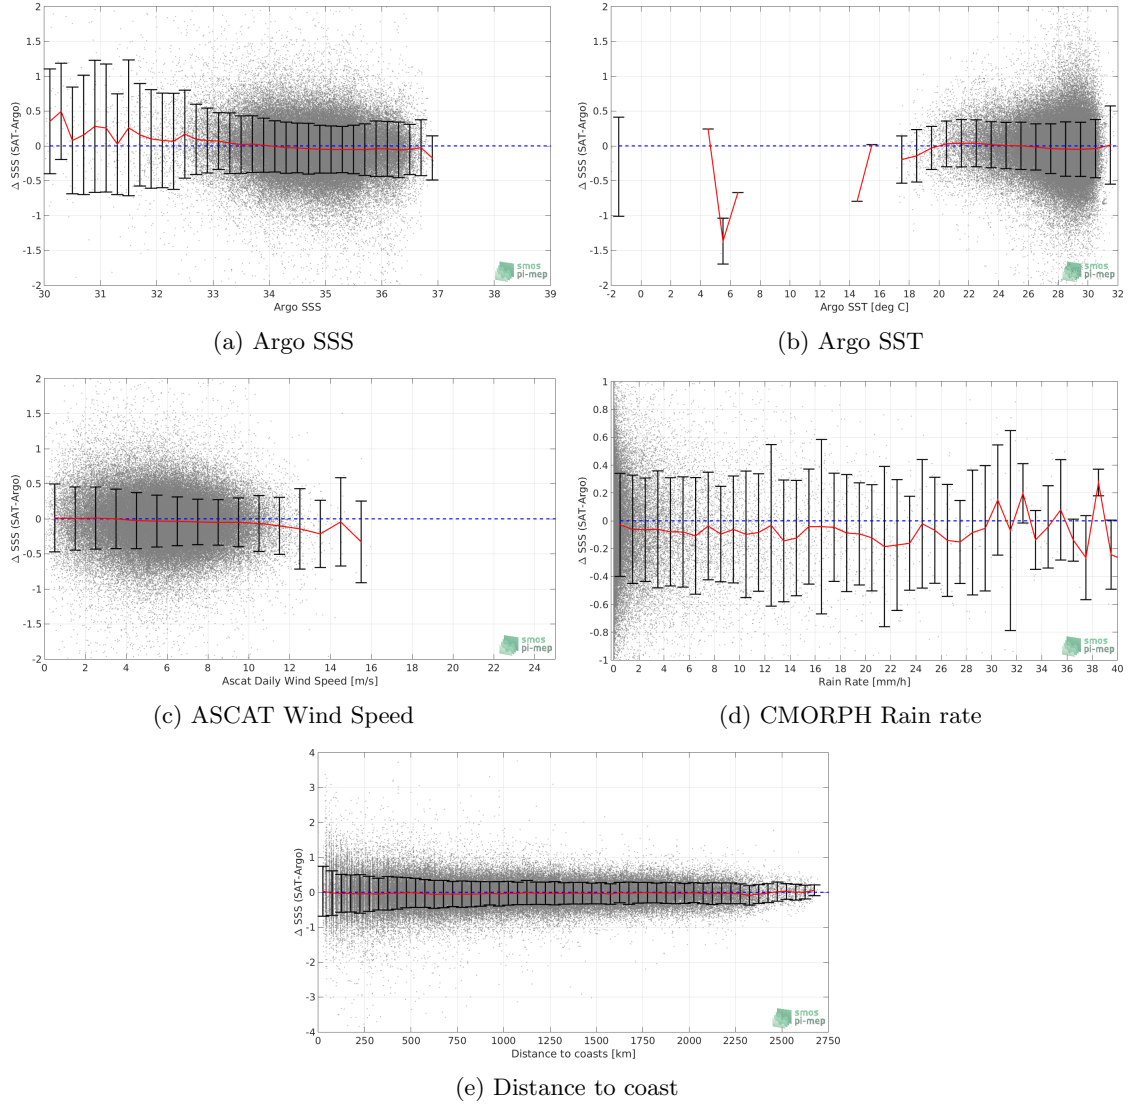 2
1.5
1
0.5
0
-0.5
-1
-1.5
-2
Δ SSS (SAT-Argo)
30 31 32 33 34 35 36 37 38 39
Argo SSS
smos
pi-mep
(a) Argo SSS
2
1.5
1
0.5
0
-0.5
-1
-1.5
-2
Δ SSS (SAT-Argo)
-2 0 2 4 6 8 10 12 14 16 18 20 22 24 26 28 30 32
Argo SST [deg C]
smos
pi-mep
(b) Argo SST
2
1.5
1
0.5
0
-0.5
-1
-1.5
-2
Δ SSS (SAT-Argo)
0 2 4 6 8 10 12 14 16 18 20 22 24
Ascat Daily Wind Speed [m/s]
smos
pi-mep
(c) ASCAT Wind Speed
1
0.8
0.6
0.4
0.2
0
-0.2
-0.4
-0.6
-0.8
-1
Δ SSS (SAT-Argo)
0 2 4 6 8 10 12 14 16 18 20 22 24 26 28 30 32 34 36 38 40
Rain Rate [mm/h]
smos
pi-mep
(d) CMORPH Rain rate
4
3
2
1
0
-1
-2
-3
-4
Δ SSS (SAT-Argo)
0 250 500 750 1000 1250 1500 1750 2000 2250 2500 2750
Distance to coasts [km]
smos
pi-mep
(e) Distance to coast